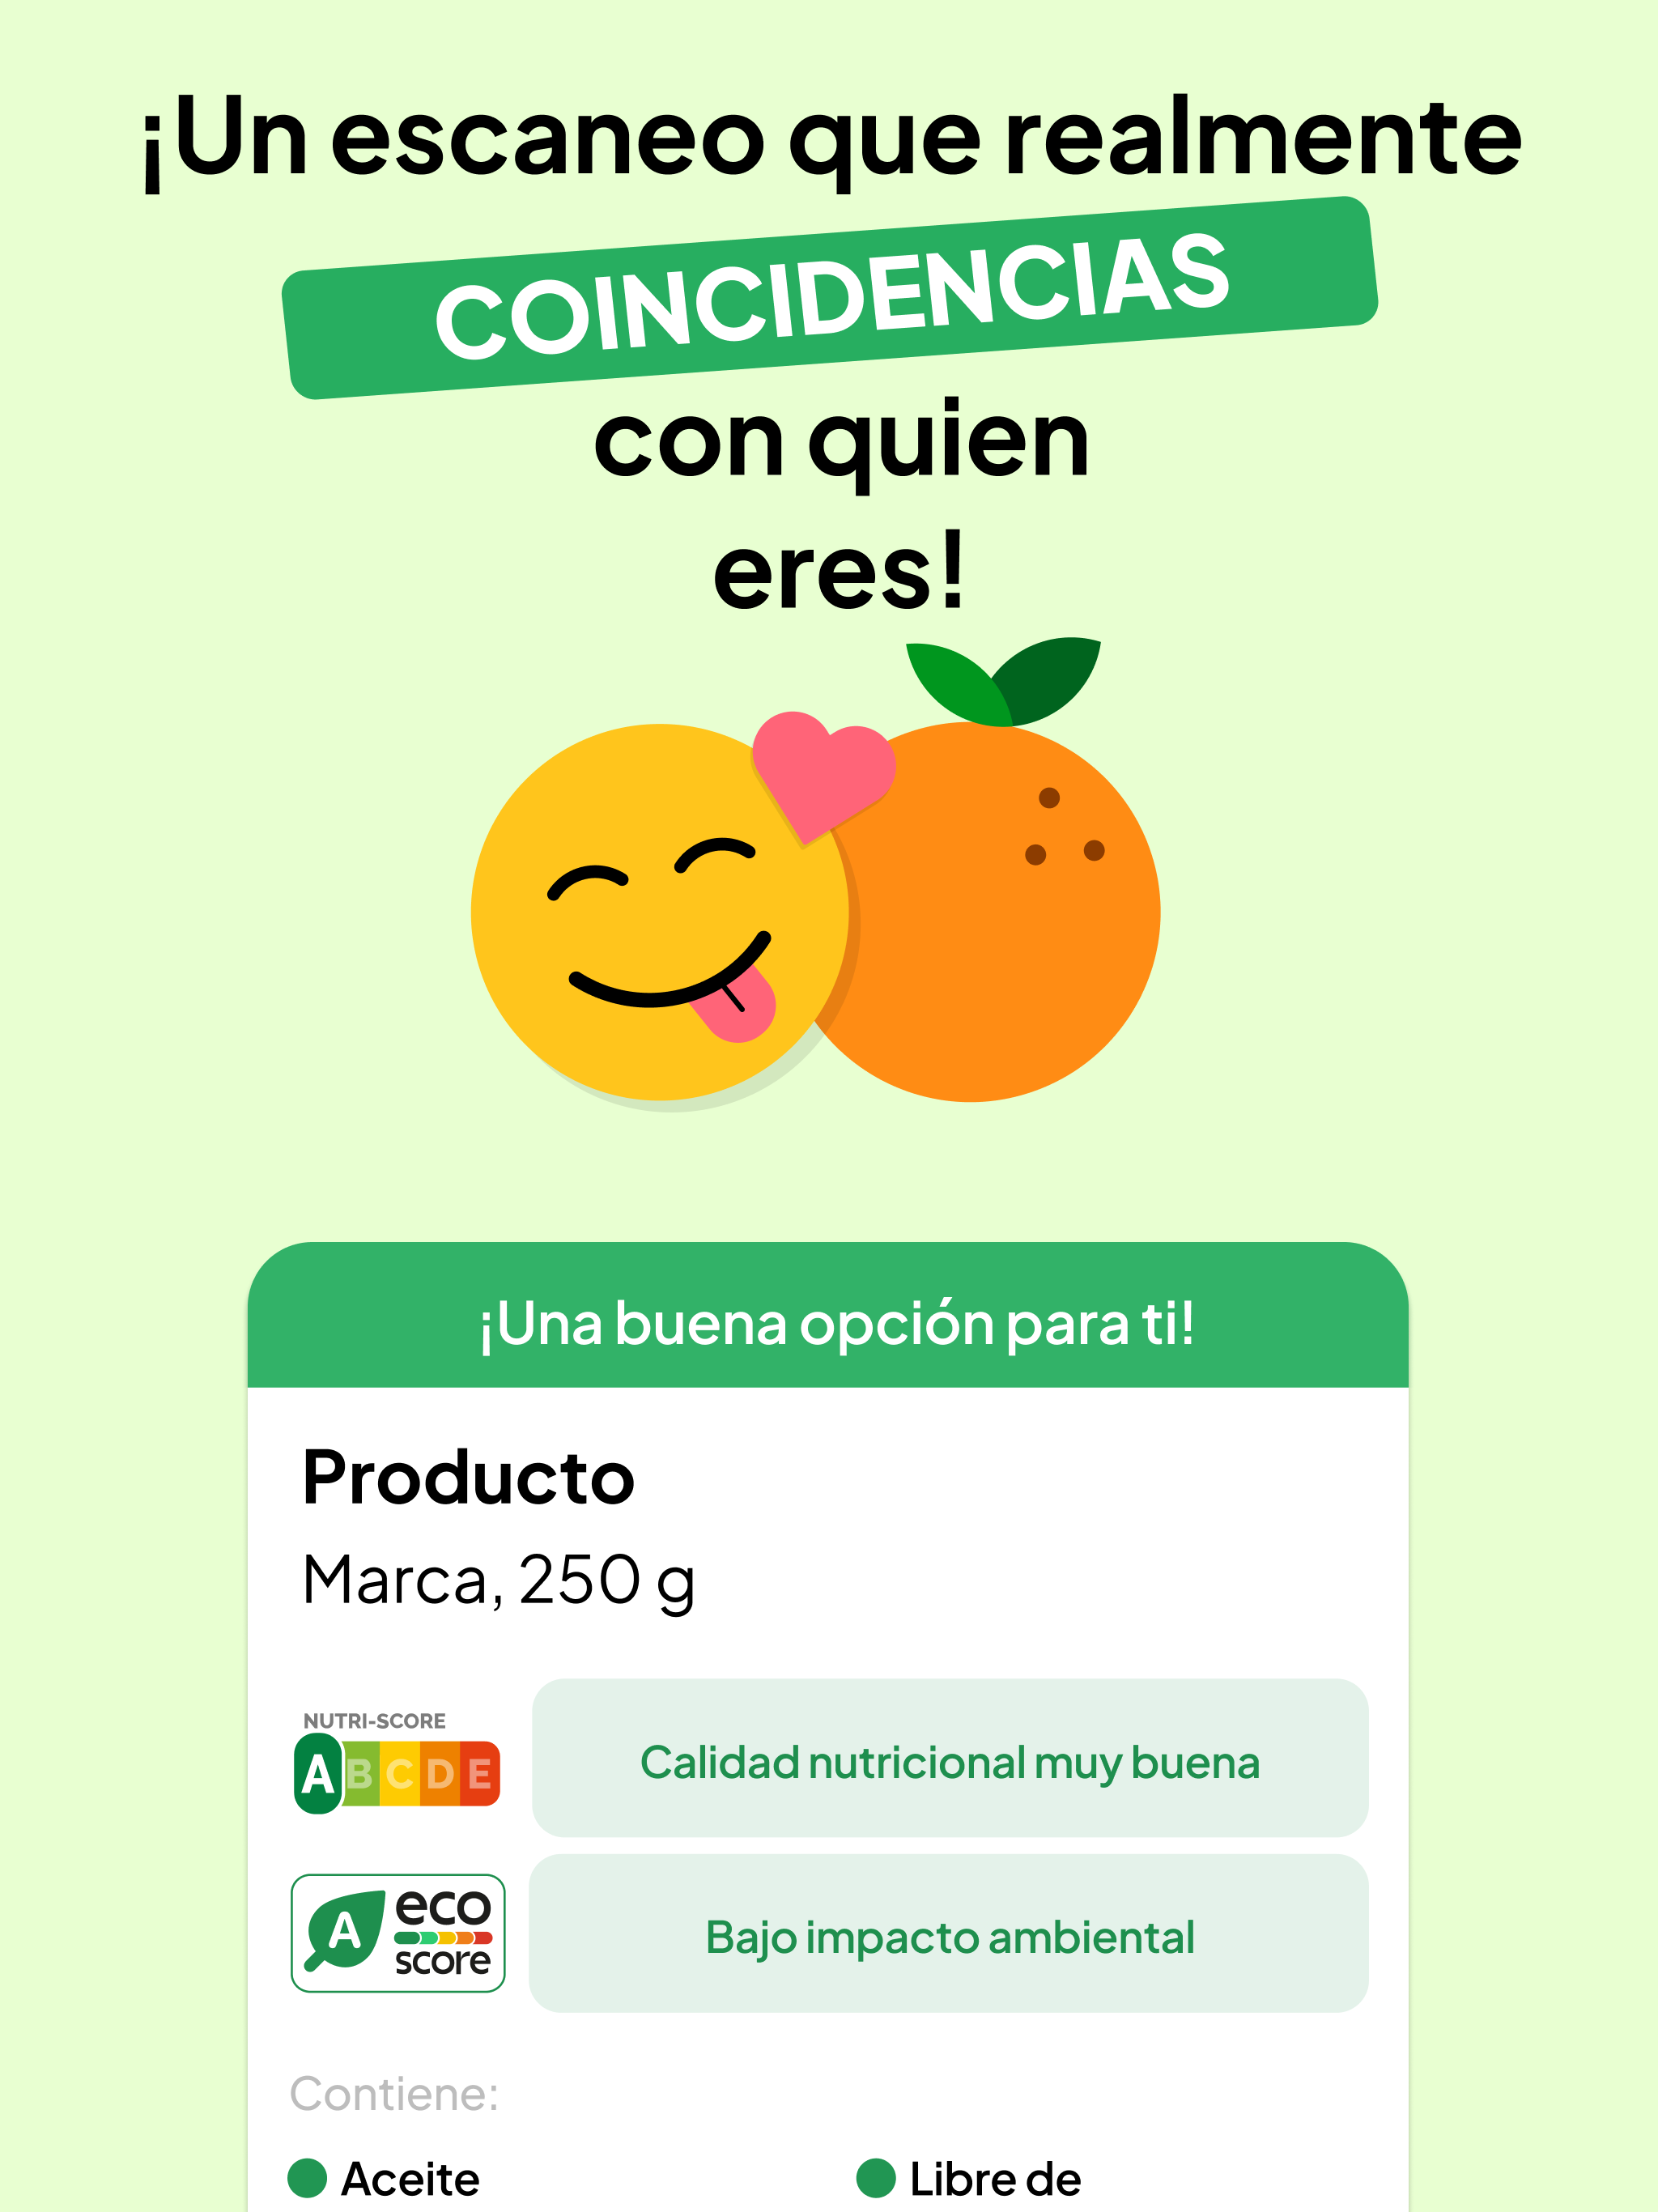 ¡Un escaneo que realmente
COINCIDENCIAS
con quien
eres!
¡Una buena opción para ti!
Producto
Marca, 250 g
NUTRI-SCORE
A B C D E
Calidad nutricional muy buena
A eco score
Bajo impacto ambiental
Contiene:
Aceite
Libre de